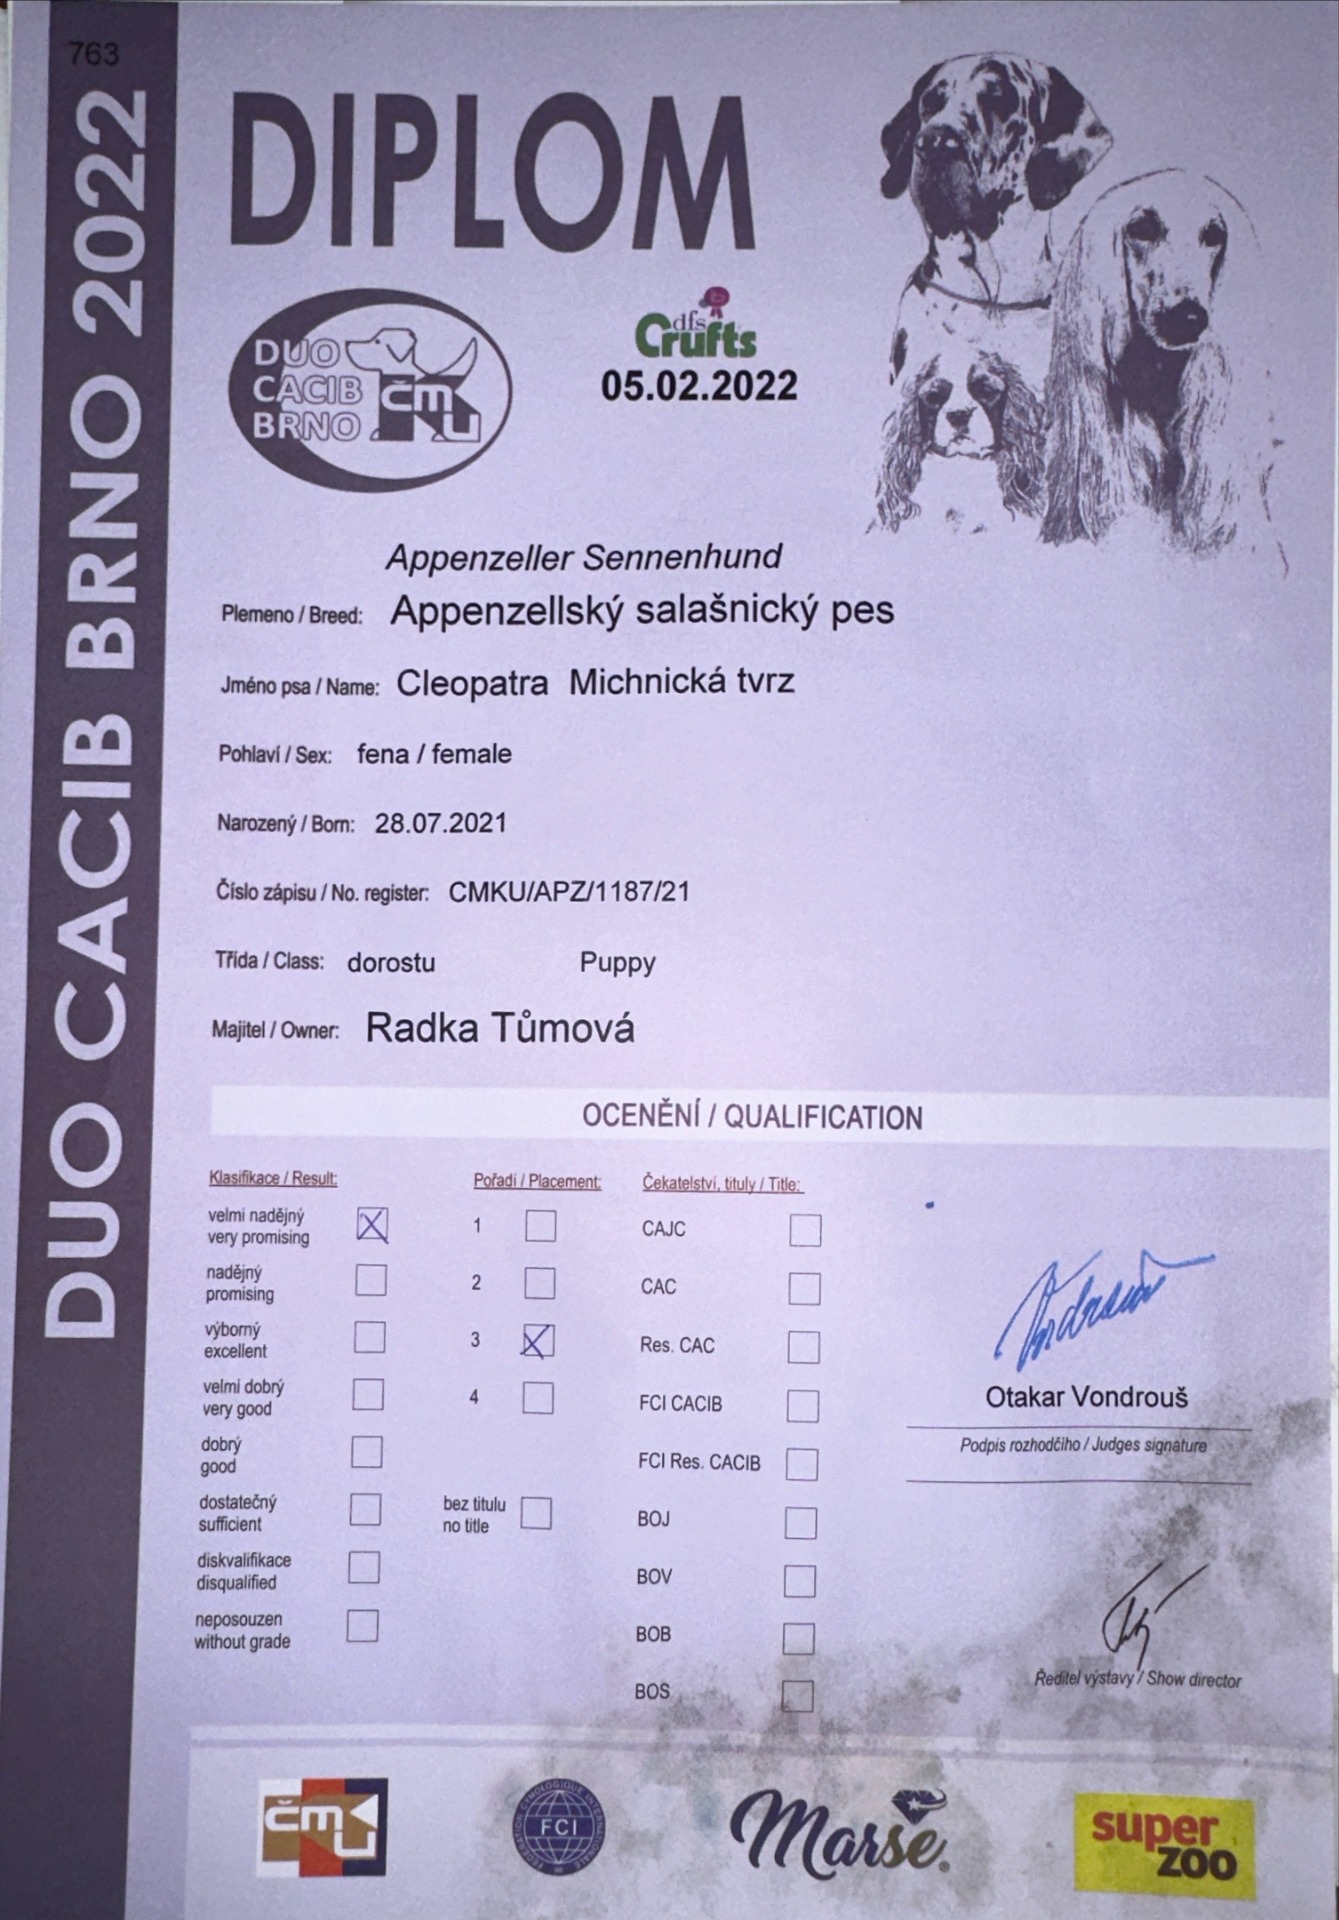 763
DUO CACIB BRNO 2022
DIPLOM
DUO
CACIB
BRNO
čmku
dfs
Crufts
05.02.2022
Appenzeller Sennenhund
Plemeno / Breed: Appenzellský salašnický pes
Jméno psa / Name: Cleopatra Michnická tvrz
Pohlaví / Sex: fena / female
Narozený / Born: 28.07.2021
Číslo zápisu / No. register: CMKU/APZ/1187/21
Třída / Class: dorostu Puppy
Majitel / Owner: Radka Tůmová
OCENĚNÍ / QUALIFICATION
Klasifikace / Result:
velmi nadějný
very promising
nadějný
promising
výborný
excellent
velmi dobrý
very good
dobrý
good
dostatečný
sufficient
diskvalifikace
disqualified
neposouzen
without grade
Pořadí / Placement:
1
2
3
4
bez titulu
no title
Čekatelství, tituly / Title:
CAJC
CAC
Res. CAC
FCI CACIB
FCI Res. CACIB
BOJ
BOV
BOB
BOS
Vondrouš
Otakar Vondrouš
Podpis rozhodčího / Judges signature
Ředitel výstavy / Show director
čmku
FEDERATION CYNOLOGIQUE INTERNATIONALE
FCI
Marse®
super
zoo